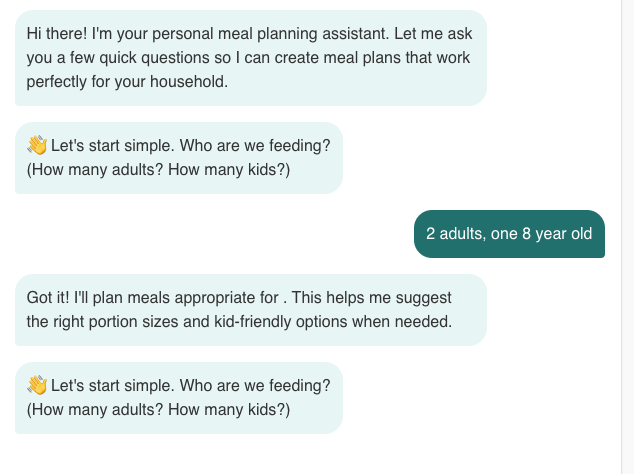 Hi there! I'm your personal meal planning assistant. Let me ask
you a few quick questions so I can create meal plans that work
perfectly for your household.
👋 Let's start simple. Who are we feeding?
(How many adults? How many kids?)
2 adults, one 8 year old
Got it! I'll plan meals appropriate for . This helps me suggest
the right portion sizes and kid-friendly options when needed.
👋 Let's start simple. Who are we feeding?
(How many adults? How many kids?)